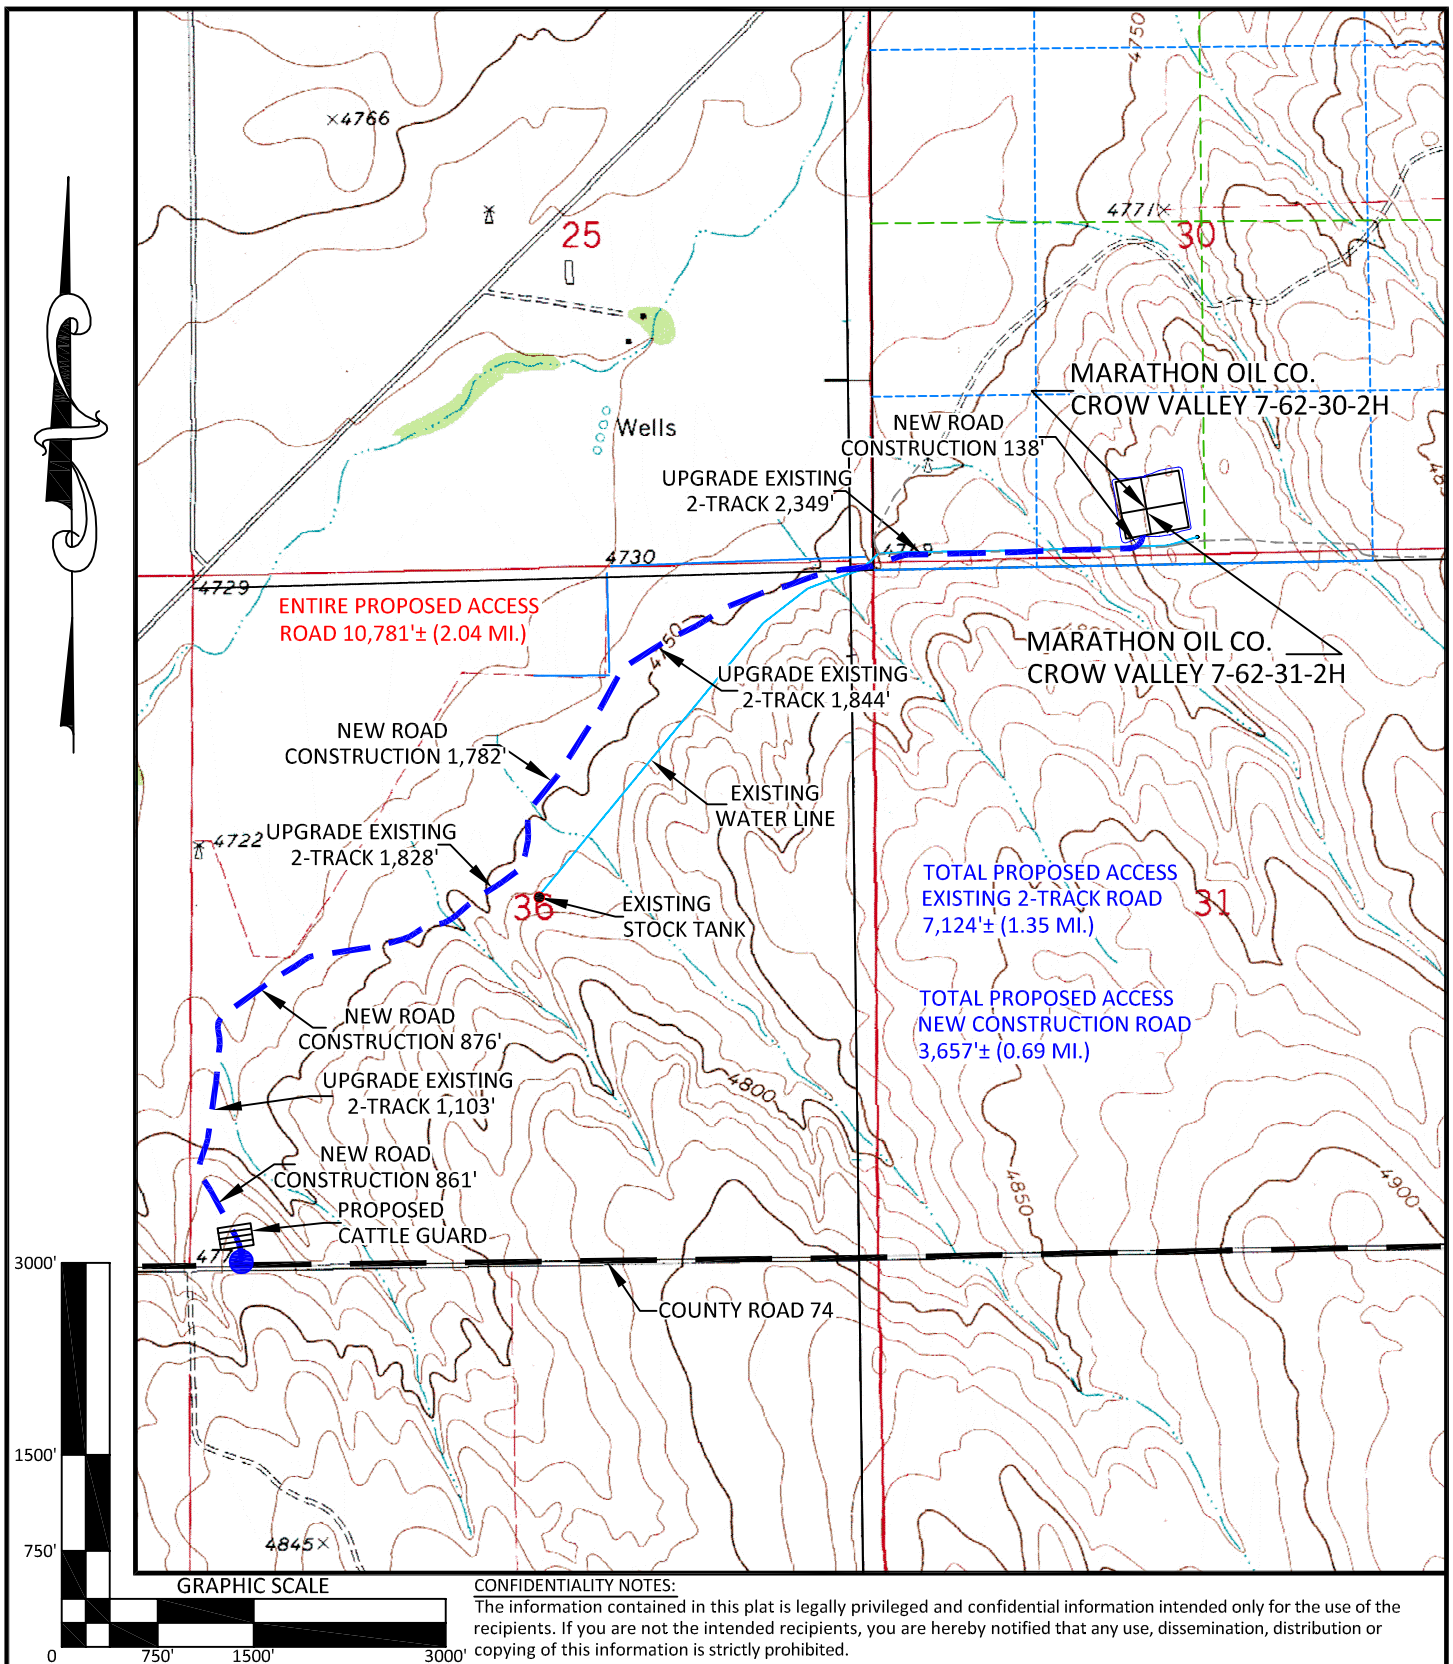 4750
×4766
4771×
25
30
MARATHON OIL CO.
CROW VALLEY 7-62-30-2H
NEW ROAD
CONSTRUCTION 138'
Wells
UPGRADE EXISTING
2-TRACK 2,349'
4730
4729
ENTIRE PROPOSED ACCESS
ROAD 10,781'± (2.04 MI.)
4750
MARATHON OIL CO.
CROW VALLEY 7-62-31-2H
UPGRADE EXISTING
2-TRACK 1,844'
NEW ROAD
CONSTRUCTION 1,782'
EXISTING
WATER LINE
4722
UPGRADE EXISTING
2-TRACK 1,828'
TOTAL PROPOSED ACCESS
EXISTING 2-TRACK ROAD
7,124'± (1.35 MI.)
36
31
EXISTING
STOCK TANK
TOTAL PROPOSED ACCESS
NEW CONSTRUCTION ROAD
3,657'± (0.69 MI.)
NEW ROAD
CONSTRUCTION 876'
UPGRADE EXISTING
2-TRACK 1,103'
4800
NEW ROAD
CONSTRUCTION 861'
4850
4900
PROPOSED
CATTLE GUARD
COUNTY ROAD 74
3000'
1500'
750'
4845×
GRAPHIC SCALE
0 750' 1500' 3000'
CONFIDENTIALITY NOTES:
The information contained in this plat is legally privileged and confidential information intended only for the use of the
recipients. If you are not the intended recipients, you are hereby notified that any use, dissemination, distribution or
copying of this information is strictly prohibited.